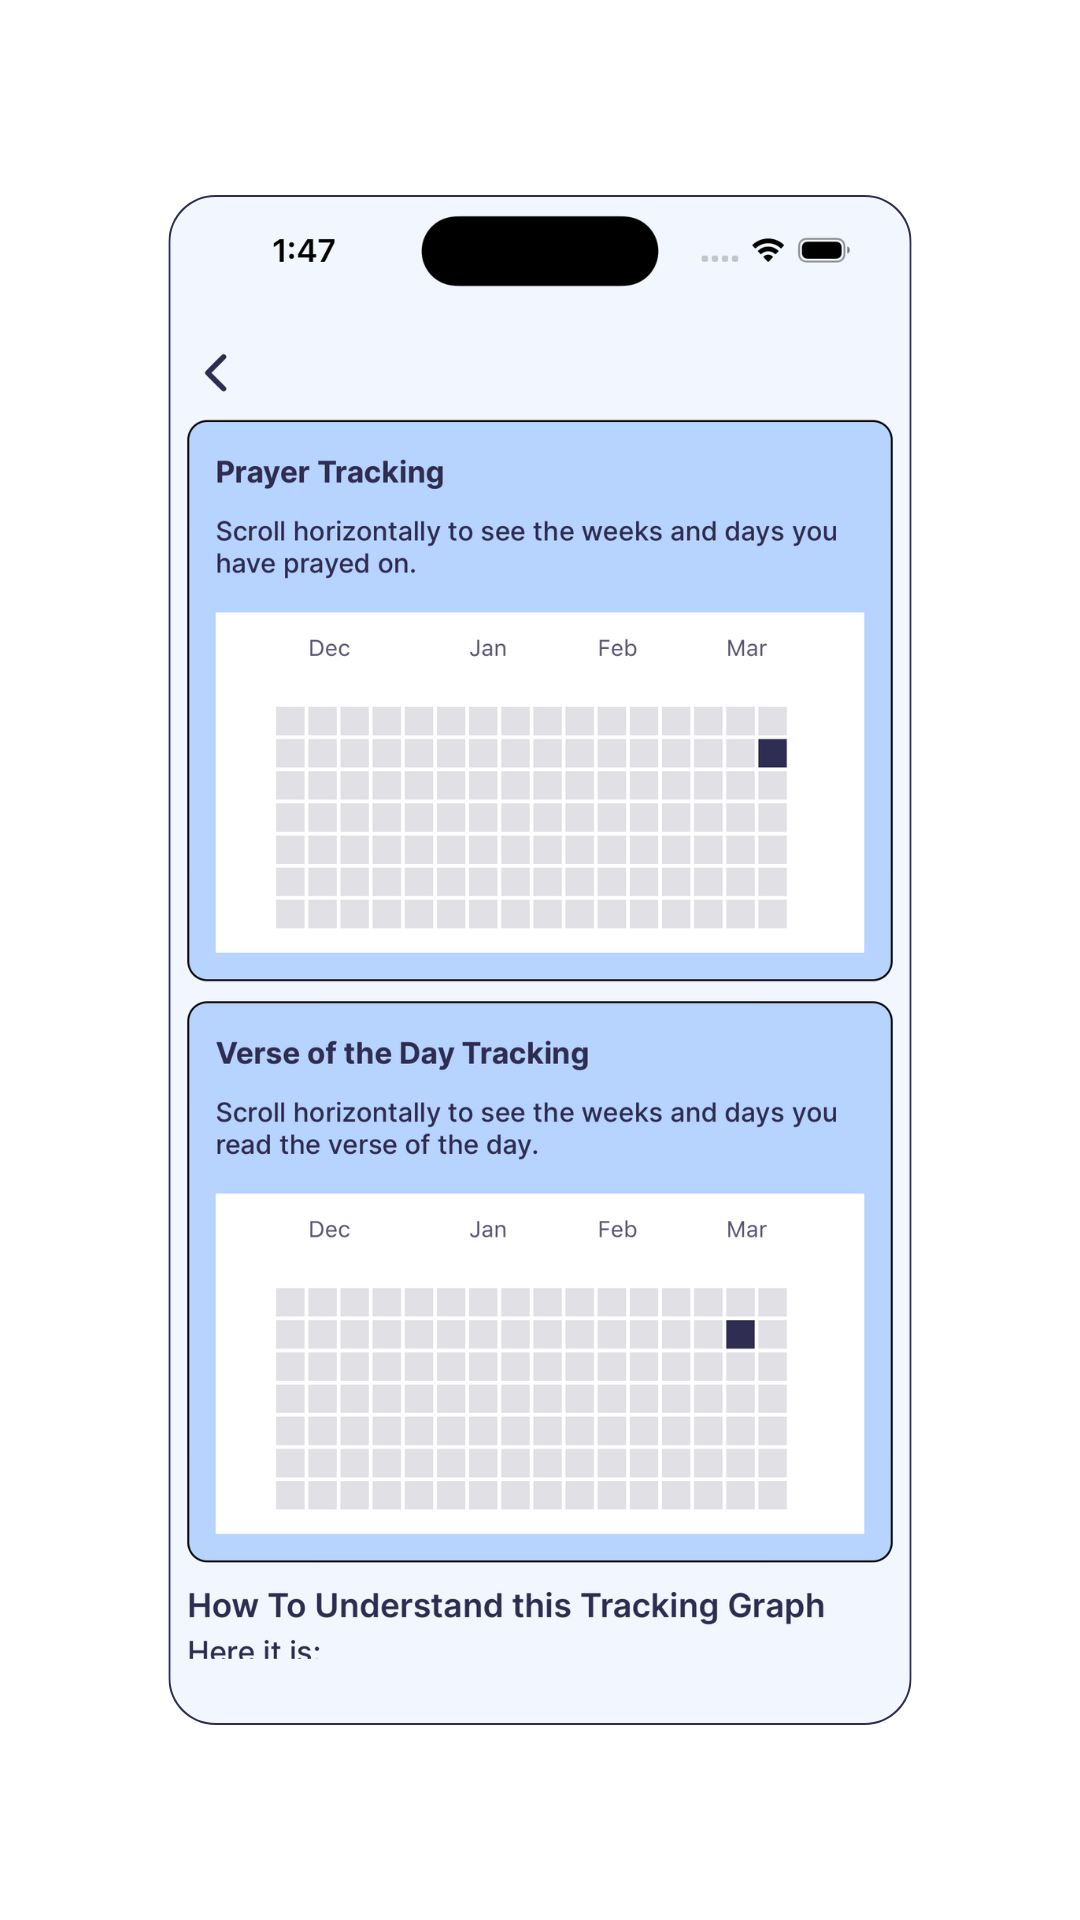 1:47
Prayer Tracking
Scroll horizontally to see the weeks and days you
have prayed on.
Dec Jan Feb Mar
Verse of the Day Tracking
Scroll horizontally to see the weeks and days you
read the verse of the day.
Dec Jan Feb Mar
How To Understand this Tracking Graph
Here it is: